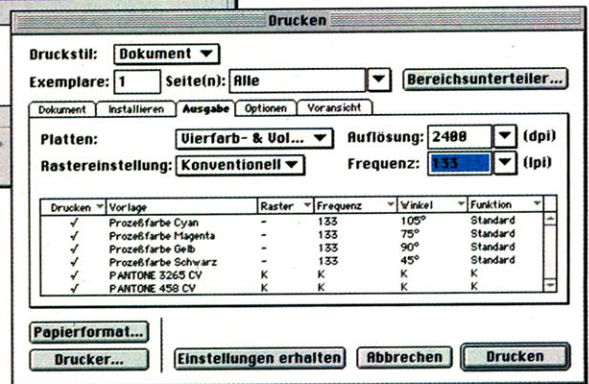 Drucken
Druckstil: Dokument
Exemplare: 1 Seite(n): Alle Bereichsunterteiler...
Dokument Installieren Ausgabe Optionen Voransicht
Platten: Vierfarb- & Vol... Auflösung: 2400 (dpi)
Rastereinstellung: Konventionell Frequenz: 133 (lpi)
Drucken Vorlage Raster Frequenz Winkel Funktion
✓ Prozeßfarbe Cyan - 133 105° Standard
✓ Prozeßfarbe Magenta - 133 75° Standard
✓ Prozeßfarbe Gelb - 133 90° Standard
✓ Prozeßfarbe Schwarz - 133 45° Standard
✓ PANTONE 3265 CV K K K K
✓ PANTONE 458 CV K K K K
Papierformat...
Drucker... Einstellungen erhalten Abbrechen Drucken